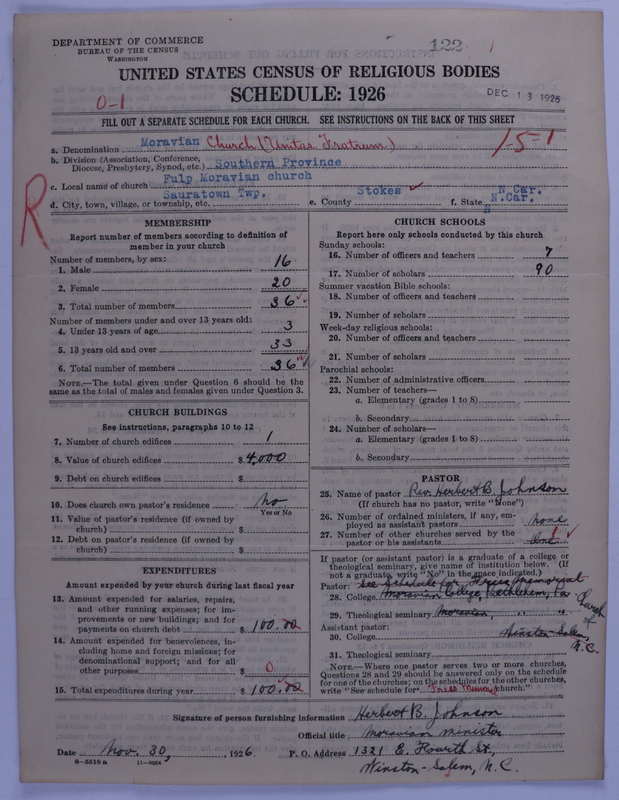 DEPARTMENT OF COMMERCE
BUREAU OF THE CENSUS
WASHINGTON
122
UNITED STATES CENSUS OF RELIGIOUS BODIES
SCHEDULE: 1926
DEC 13 1926
0-1
FILL OUT A SEPARATE SCHEDULE FOR EACH CHURCH. SEE INSTRUCTIONS ON THE BACK OF THIS SHEET
1-5-1
a. Denomination Moravian Church (Unitas Fratrum)
b. Division (Association, Conference, Diocese, Presbytery, Synod, etc.) Southern Province
c. Local name of church Fulp Moravian church
d. City, town, village, or township, etc. Sauratown Twp. e. County Stokes f. State N.Car.
N.Car.
R
MEMBERSHIP
Report number of members according to definition of member in your church
Number of members, by sex:
1. Male 16
2. Female 20
3. Total number of members 36
Number of members under and over 13 years old:
4. Under 13 years of age 3
5. 13 years old and over 33
6. Total number of members 36
NOTE.—The total given under Question 6 should be the same as the total of males and females given under Question 3.
CHURCH BUILDINGS
See instructions, paragraphs 10 to 12
7. Number of church edifices 1
8. Value of church edifices $4,000
9. Debt on church edifices $
10. Does church own pastor's residence No
Yes or No
11. Value of pastor's residence (if owned by church) $
12. Debt on pastor's residence (if owned by church) $
EXPENDITURES
Amount expended by your church during last fiscal year
13. Amount expended for salaries, repairs, and other running expenses; for improvements or new buildings; and for payments on church debt $ 100.00
14. Amount expended for benevolences, including home and foreign missions; for denominational support; and for all other purposes $ 0
15. Total expenditures during year $ 100.00
CHURCH SCHOOLS
Report here only schools conducted by this church
Sunday schools:
16. Number of officers and teachers 7
17. Number of scholars 90
Summer vacation Bible schools:
18. Number of officers and teachers
19. Number of scholars
Week-day religious schools:
20. Number of officers and teachers
21. Number of scholars
Parochial schools:
22. Number of administrative officers
23. Number of teachers—
a. Elementary (grades 1 to 8)
b. Secondary
24. Number of scholars—
a. Elementary (grades 1 to 8)
b. Secondary
PASTOR
25. Name of pastor Rev. Herbert B. Johnson
(If church has no pastor, write "None")
26. Number of ordained ministers, if any, employed as assistant pastors none
27. Number of other churches served by the pastor or his assistants 1
If pastor (or assistant pastor) is a graduate of a college or theological seminary, give name of institution below. (If not a graduate, write "No" in the space indicated.)
Pastor: See Schedule for Fries Memorial Church of
28. College Moravian College, Bethlehem, Pa.
29. Theological seminary Moravian, " "
Assistant pastor:
30. College Winston-Salem, N.C.
31. Theological seminary
NOTE.—Where one pastor serves two or more churches, Questions 28 and 29 should be answered only on the schedule for one of the churches; on the schedules for the other churches, write "See schedule for Fries Memory church."
Signature of person furnishing information Herbert B. Johnson
Official title Moravian minister
Date Nov. 30, 1926 P. O. Address 1321 E. Fourth St.,
8—5518a 11—9034 Winston-Salem, N. C.